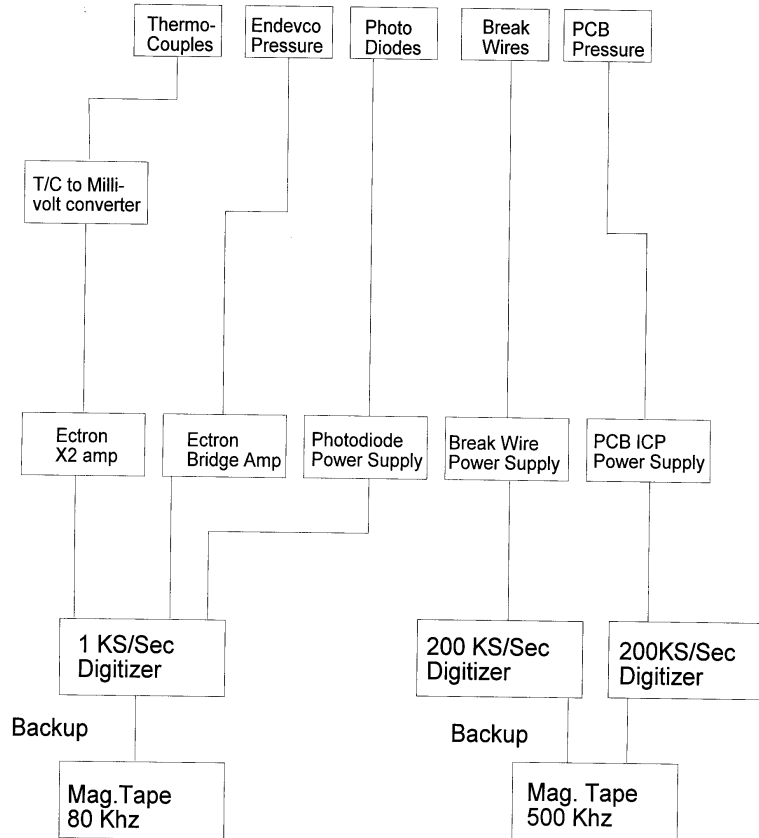 Thermo-
Couples
Endevco
Pressure
Photo
Diodes
Break
Wires
PCB
Pressure
T/C to Milli-
volt converter
Ectron
X2 amp
Ectron
Bridge Amp
Photodiode
Power Supply
Break Wire
Power Supply
PCB ICP
Power Supply
1 KS/Sec
Digitizer
200 KS/Sec
Digitizer
200KS/Sec
Digitizer
Backup
Backup
Mag.Tape
80 Khz
Mag. Tape
500 Khz